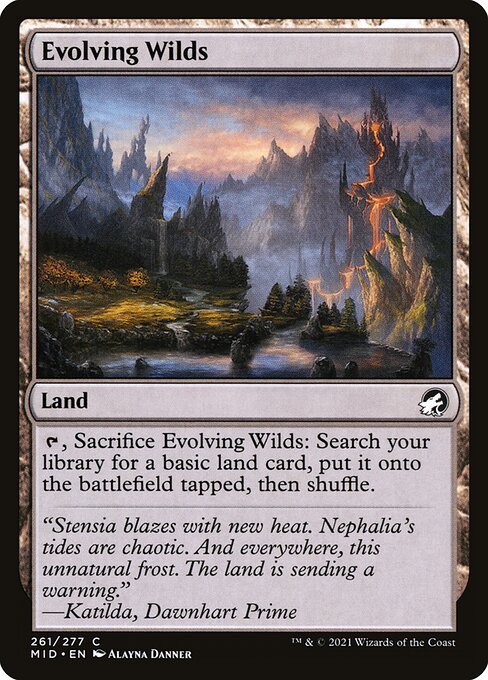 Evolving Wilds
Land
, Sacrifice Evolving Wilds: Search your
library for a basic land card, put it onto
the battlefield tapped, then shuffle.
“Stensia blazes with new heat. Nephalia’s
tides are chaotic. And everywhere, this
unnatural frost. The land is sending a
warning.”
—Katilda, Dawnhart Prime
261/277 C
MID • EN Alayna Danner
™ & © 2021 Wizards of the Coast